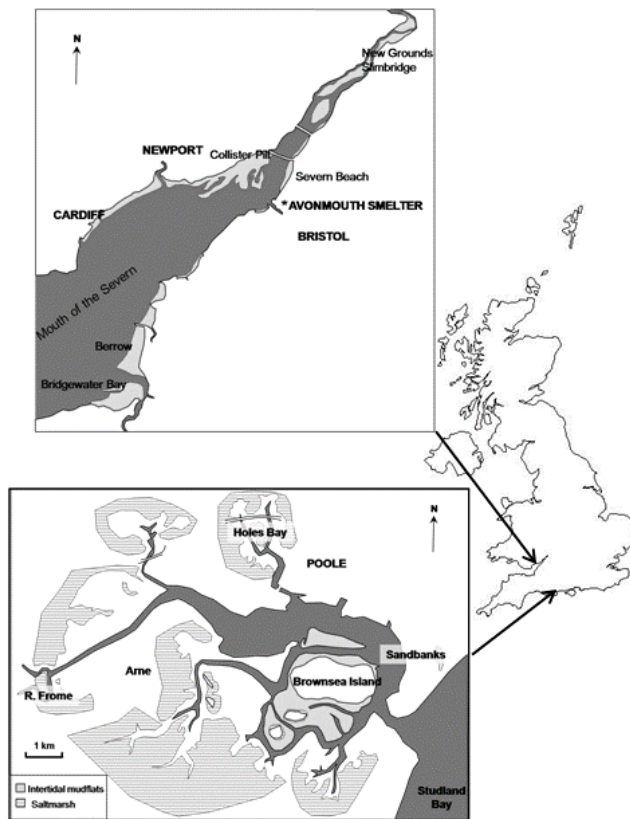 N
New Grounds
Slimbridge
NEWPORT
Collister Pill
Severn Beach
*AVONMOUTH SMELTER
CARDIFF
BRISTOL
Mouth of the Severn
Berrow
Bridgewater Bay
N
Holes Bay
POOLE
Sandbanks
Arne
Brownsea Island
R. Frome
1 km
Studland
Bay
Intertidal mudflats
Saltmarsh